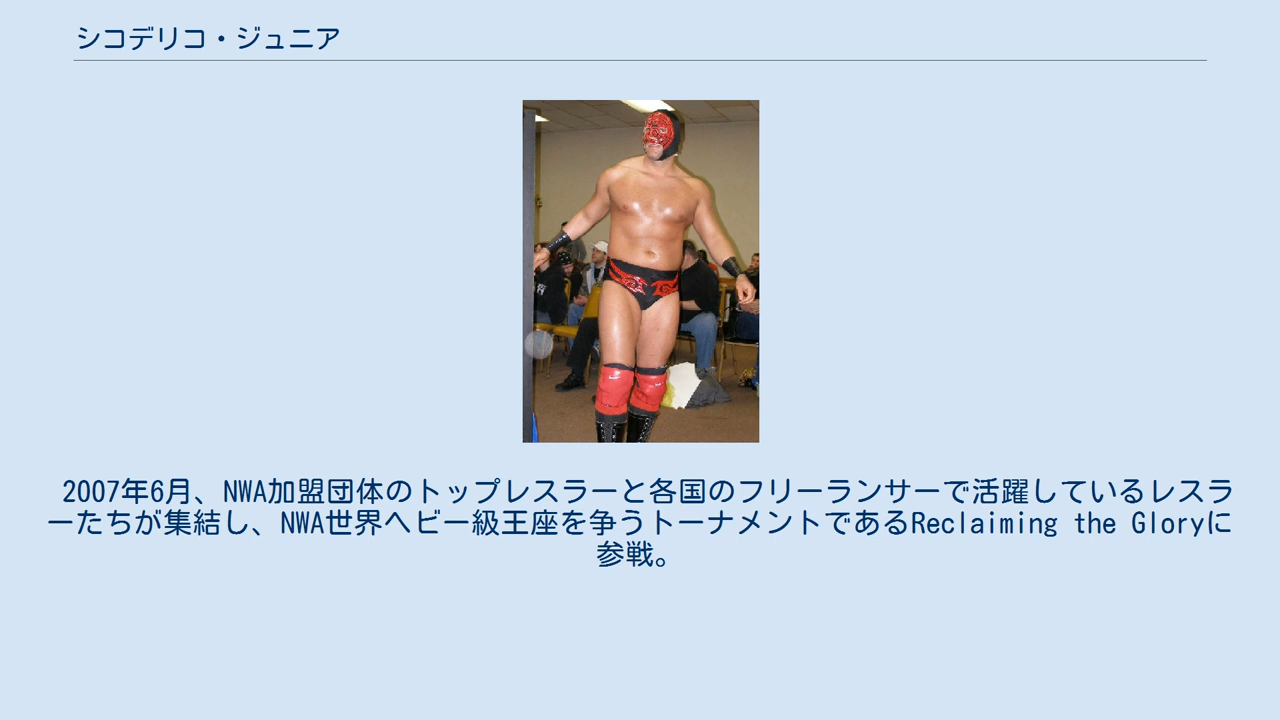 シコデリコ・ジュニア
2007年6月、NWA加盟団体のトップレスラーと各国のフリーランサーで活躍しているレスラ
ーたちが集結し、NWA世界ヘビー級王座を争うトーナメントであるReclaiming the Gloryに
参戦。